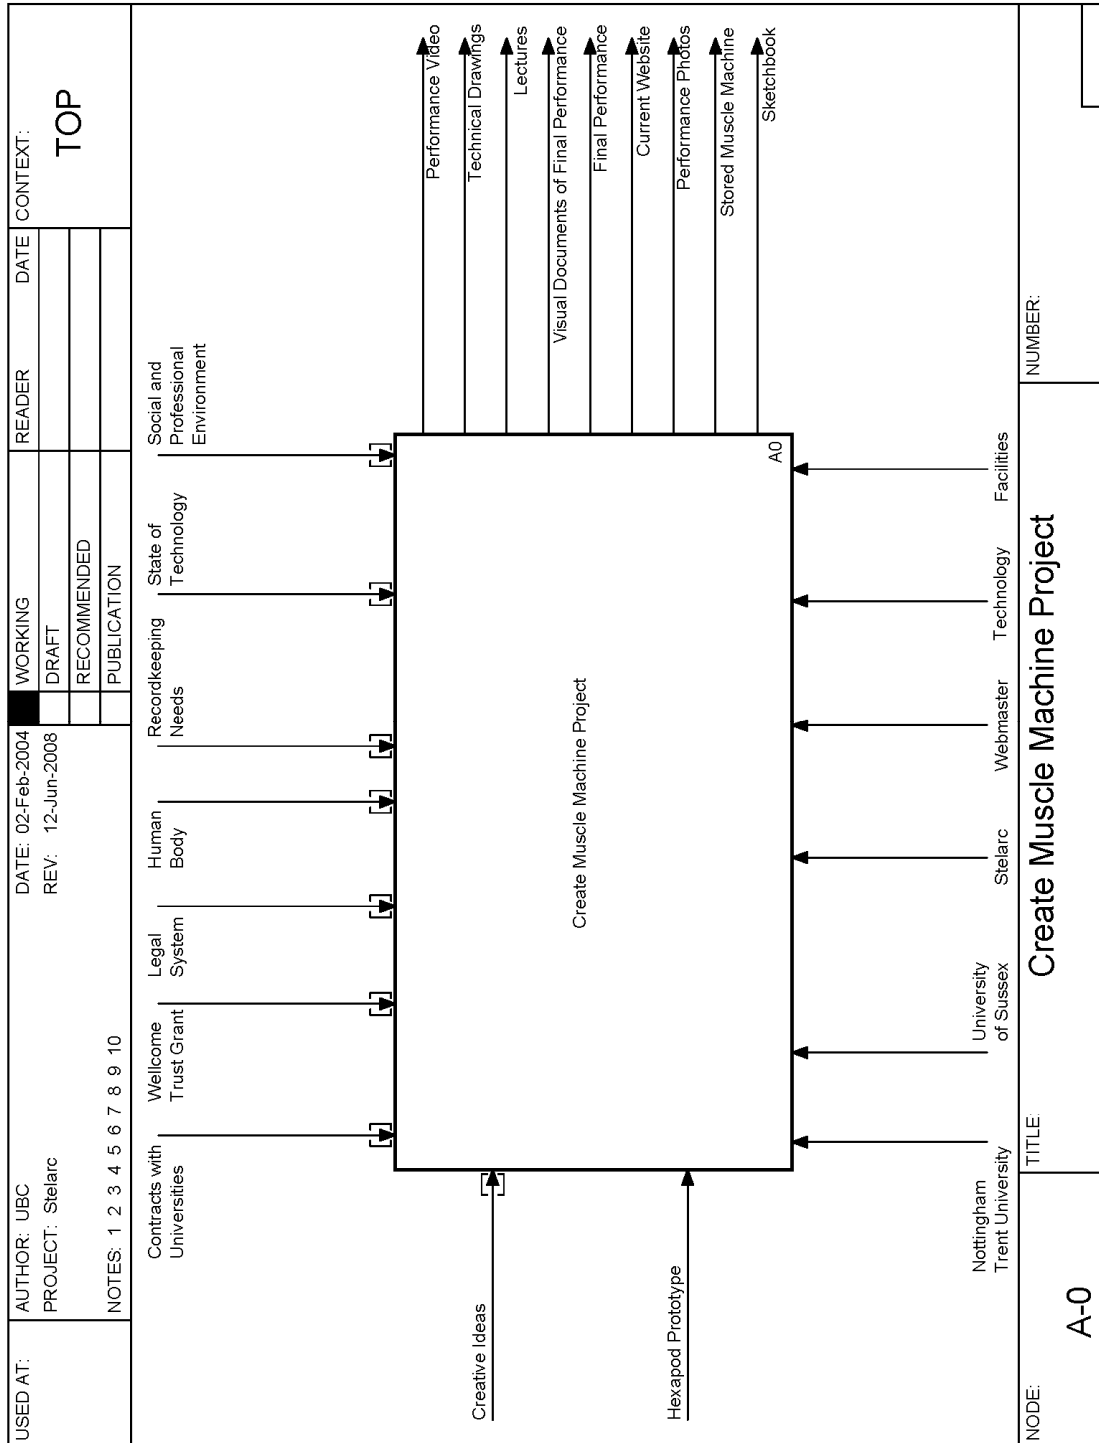 USED AT:
AUTHOR: UBC
DATE: 02-Feb-2004
WORKING
READER
DATE
CONTEXT:
PROJECT: Stelarc
REV: 12-Jun-2008
DRAFT
TOP
RECOMMENDED
NOTES: 1 2 3 4 5 6 7 8 9 10
PUBLICATION
Contracts with
Universities
Wellcome
Trust Grant
Legal
System
Human
Body
Recordkeeping
Needs
State of
Technology
Social and
Professional
Environment
Creative Ideas
Hexapod Prototype
Create Muscle Machine Project
A0
Performance Video
Technical Drawings
Lectures
Visual Documents of Final Performance
Final Performance
Current Website
Performance Photos
Stored Muscle Machine
Sketchbook
Nottingham
Trent University
University
of Sussex
Stelarc
Webmaster
Technology
Facilities
NODE:
A-0
TITLE:
Create Muscle Machine Project
NUMBER: